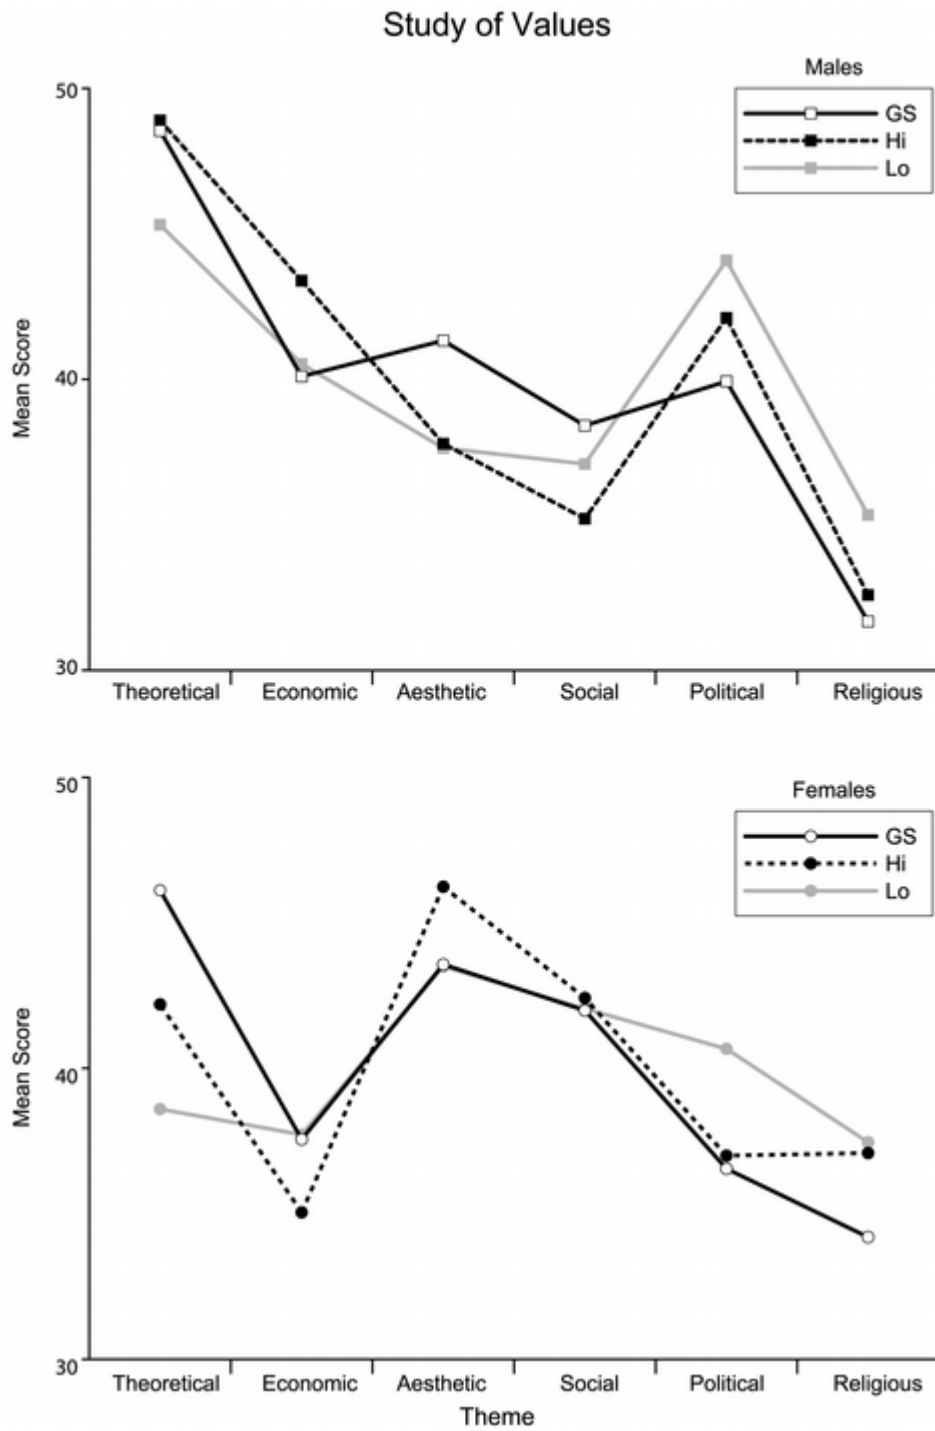 Study of Values
Males
50
GS
Hi
Lo
Mean Score
40
30
Theoretical Economic Aesthetic Social Political Religious
50
Females
GS
Hi
Lo
Mean Score
40
30
Theoretical Economic Aesthetic Social Political Religious
Theme